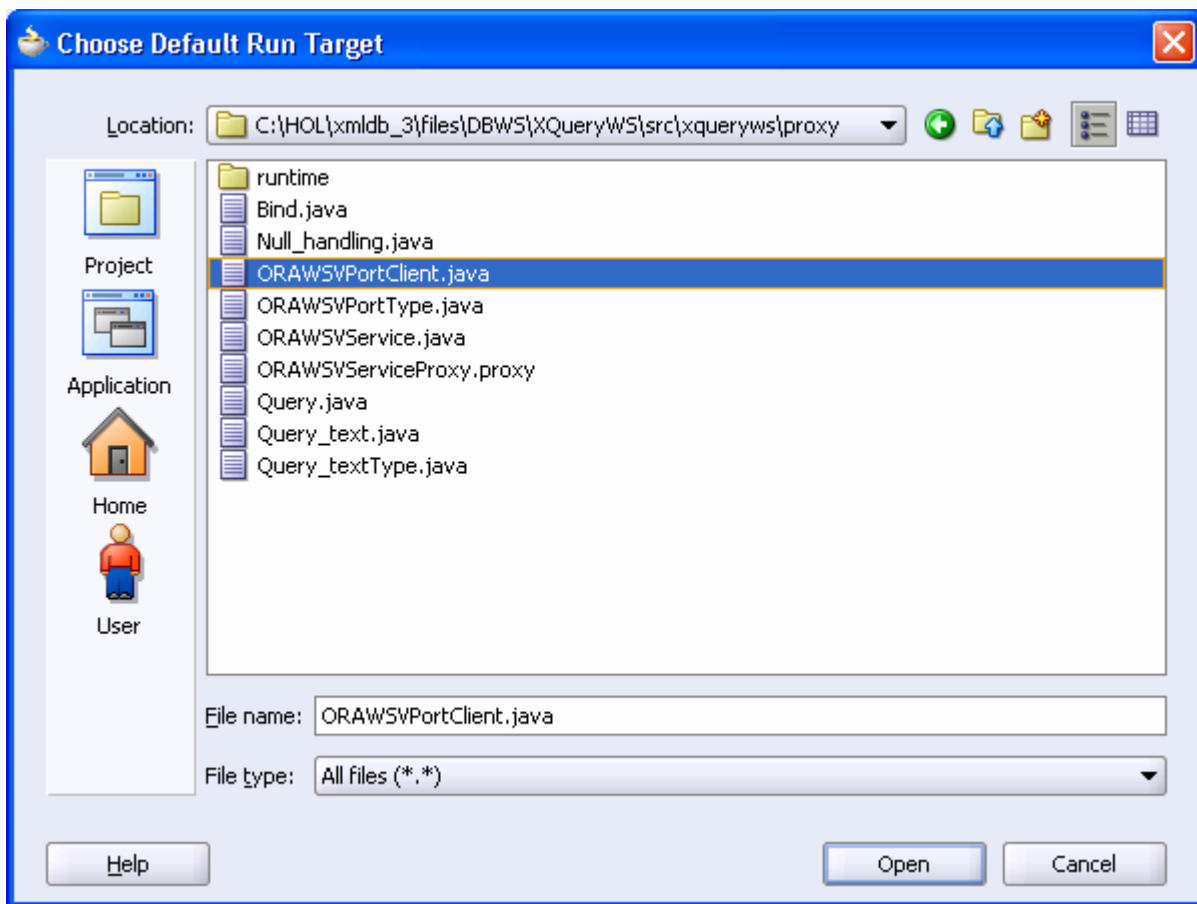 Choose Default Run Target
Location: C:\HOL\xmldb_3\files\DBWS\XQueryWS\src\xqueryws\proxy
runtime
Bind.java
Null_handling.java
ORAWSVPortClient.java
ORAWSVPortType.java
ORAWSVService.java
ORAWSVServiceProxy.proxy
Query.java
Query_text.java
Query_textType.java
Project
Application
Home
User
File name: ORAWSVPortClient.java
File type: All files (*.*)
Help Open Cancel